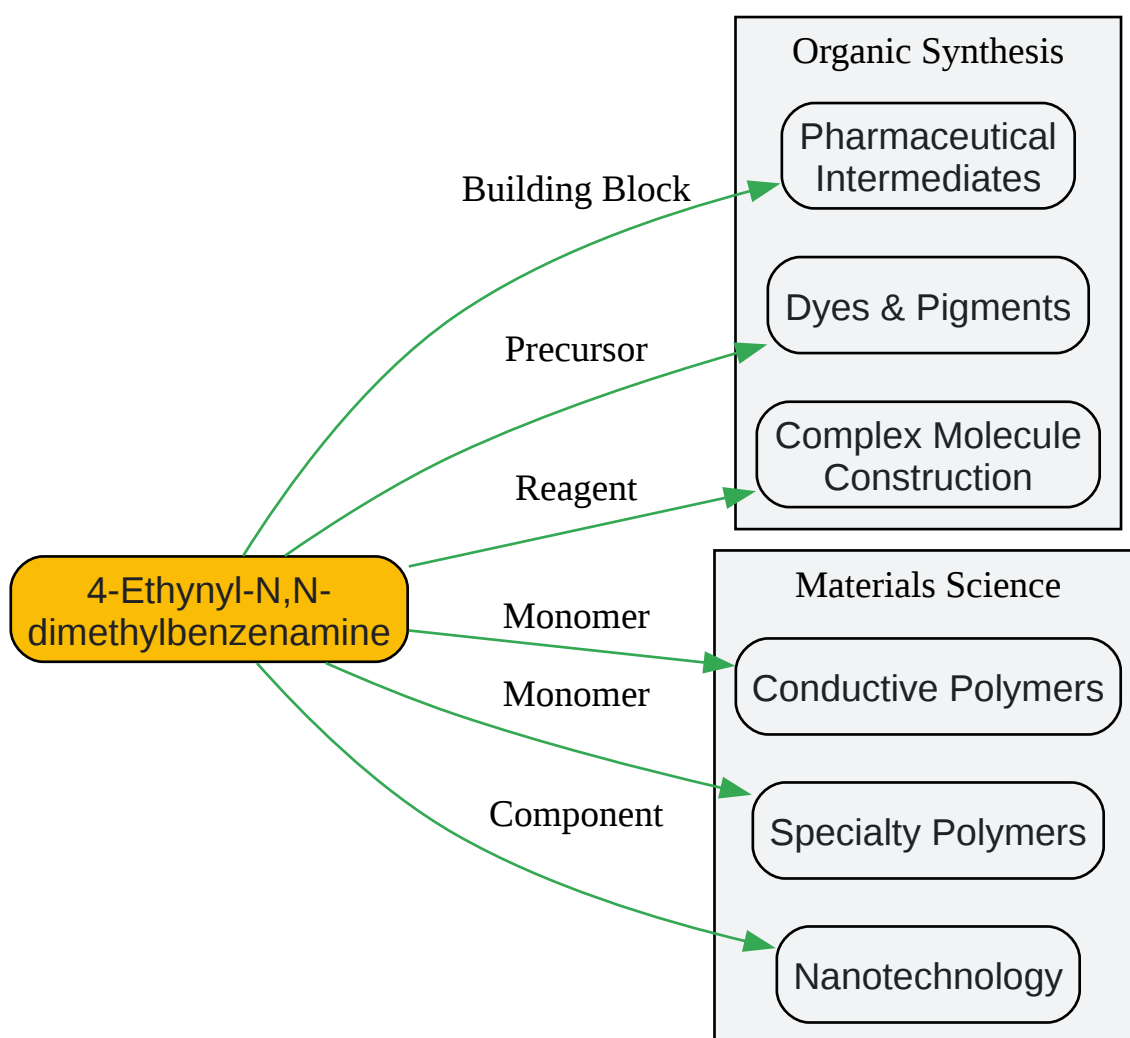 Organic Synthesis
Pharmaceutical
Intermediates
Building Block
Dyes & Pigments
Precursor
Complex Molecule
Construction
Reagent
4-Ethynyl-N,N-
dimethylbenzenamine
Materials Science
Monomer
Conductive Polymers
Monomer
Specialty Polymers
Component
Nanotechnology